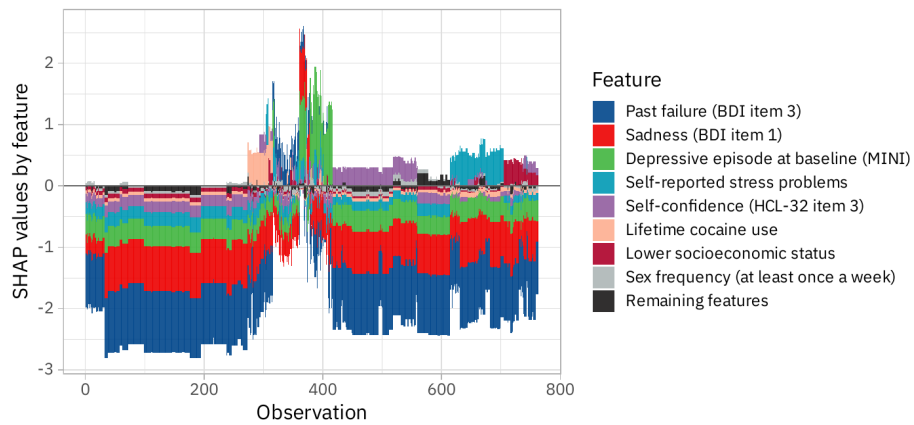 SHAP values by feature
2
1
0
-1
-2
-3
0 200 400 600 800
Observation
Feature
Past failure (BDI item 3)
Sadness (BDI item 1)
Depressive episode at baseline (MINI)
Self-reported stress problems
Self-confidence (HCL-32 item 3)
Lifetime cocaine use
Lower socioeconomic status
Sex frequency (at least once a week)
Remaining features